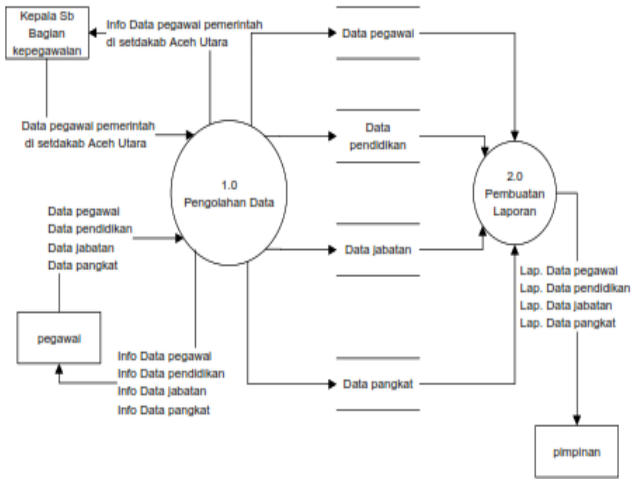 Kepala Sb
Bagian
kepegawaian
Info Data pegawai pemerintah
di setdakab Aceh Utara
Data pegawai
Data pegawai pemerintah
di setdakab Aceh Utara
Data
pendidikan
1.0
Pengolahan Data
2.0
Pembuatan
Laporan
Data pegawai
Data pendidikan
Data jabatan
Data pangkat
Data jabatan
Lap. Data pegawai
Lap. Data pendidikan
Lap. Data jabatan
Lap. Data pangkat
pegawai
Info Data pegawai
Info Data pendidikan
Info Data jabatan
Info Data pangkat
Data pangkat
pimpinan